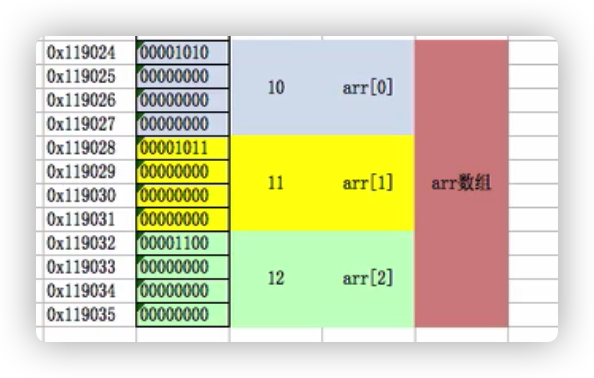 0x119024 00001010
0x119025 00000000
10 arr[0]
0x119026 00000000
0x119027 00000000
0x119028 00001011
0x119029 00000000
11 arr[1] arr数组
0x119030 00000000
0x119031 00000000
0x119032 00001100
0x119033 00000000
12 arr[2]
0x119034 00000000
0x119035 00000000